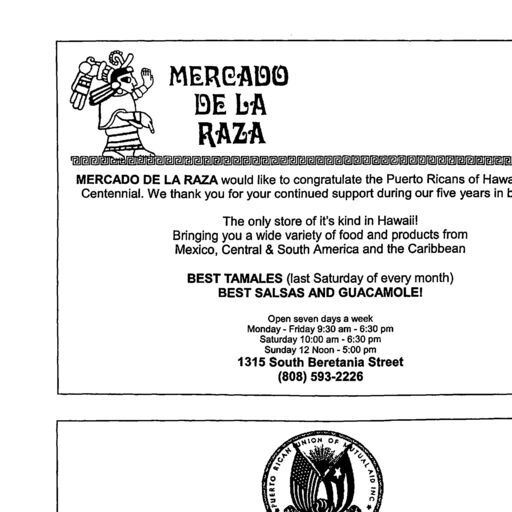 MERCADO
DE LA
RAZA
MERCADO DE LA RAZA would like to congratulate the Puerto Ricans of
Centennial. We thank you for your continued support during our five years in
The only store of it's kind in Hawaii!
Bringing you a wide variety of food and products from
Mexico, Central & South America and the Caribbean
BEST TAMALES (last Saturday of every month)
BEST SALSAS AND GUACAMOLE!
Open seven days a week
Monday - Friday 9:30 am - 6:30 pm
Saturday 10:00 am - 6:30 pm
Sunday 12 Noon - 5:00 pm
1315 South Beretania Street
(808) 593-2226
PUERTO RICAN UNION OF MUTUAL AID INC